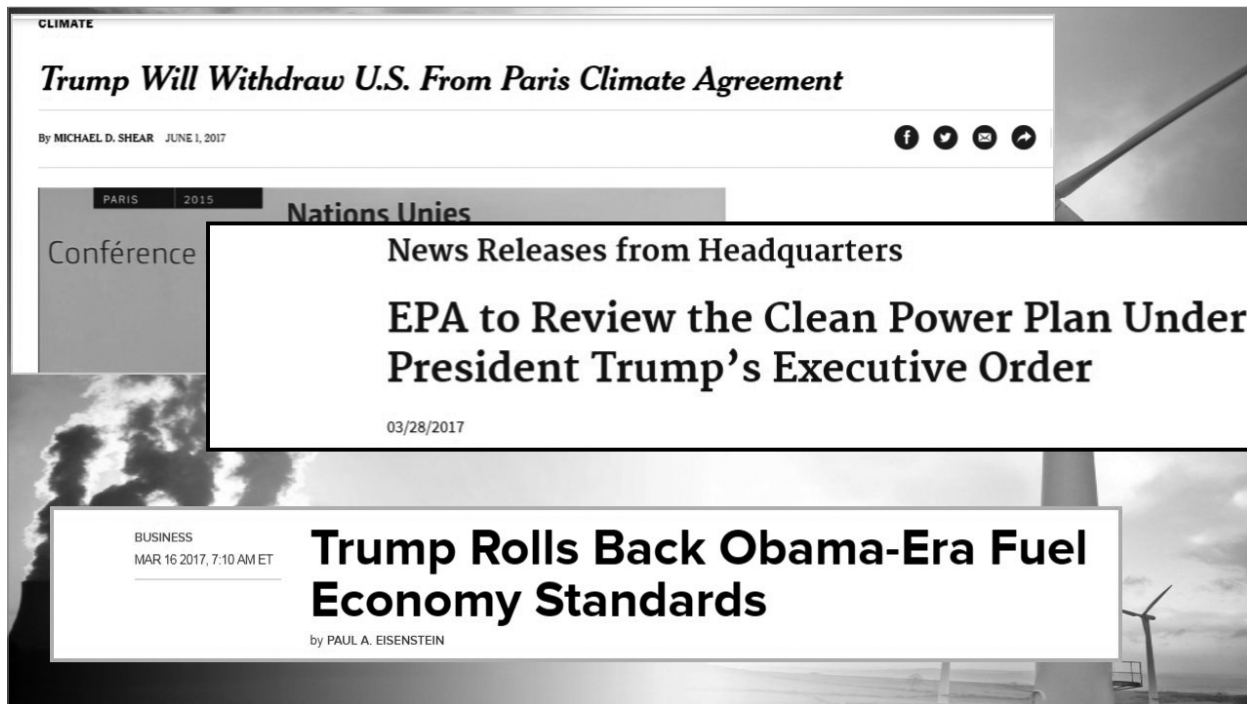 CLIMATE
Trump Will Withdraw U.S. From Paris Climate Agreement
By MICHAEL D. SHEAR JUNE 1, 2017
PARIS 2015
Nations Unies
Conférence
News Releases from Headquarters
EPA to Review the Clean Power Plan Under
President Trump’s Executive Order
03/28/2017
BUSINESS
MAR 16 2017, 7:10 AM ET
Trump Rolls Back Obama-Era Fuel
Economy Standards
by PAUL A. EISENSTEIN